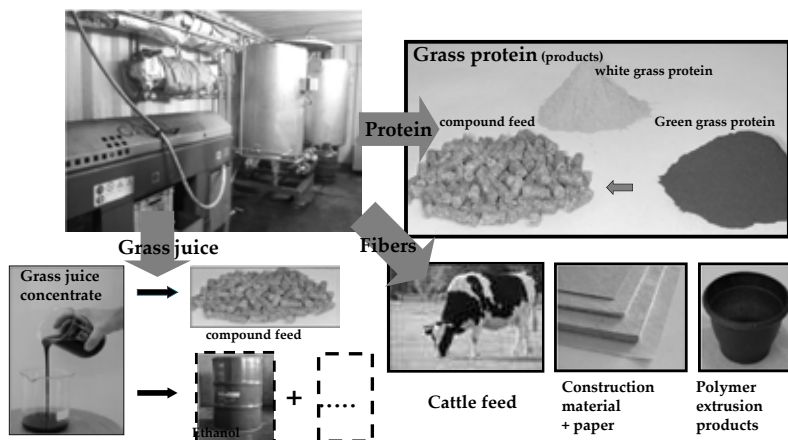 Grass protein (products)
white grass protein
compound feed
Green grass protein
Protein
Grass juice
Fibers
Grass juice
concentrate
compound feed
Ethanol
+
.....
Cattle feed
Construction
material
+ paper
Polymer
extrusion
products